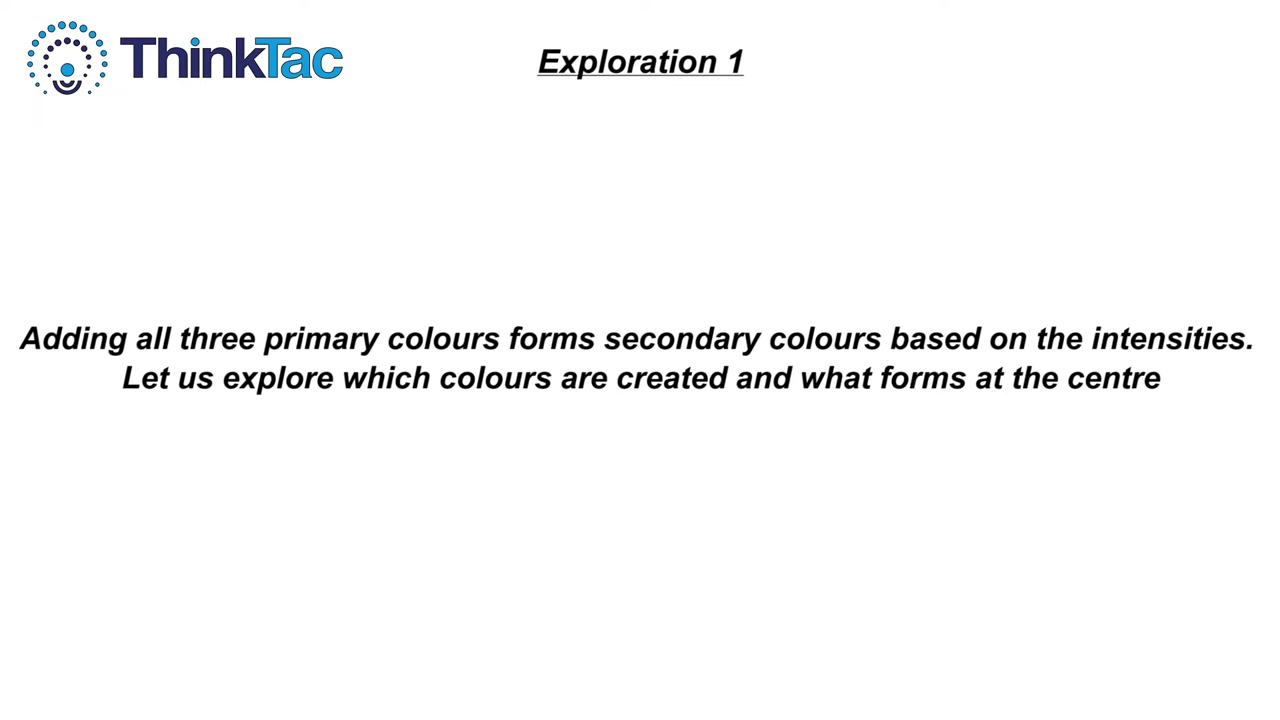 ThinkTac
Exploration 1
Adding all three primary colours forms secondary colours based on the intensities.
Let us explore which colours are created and what forms at the centre